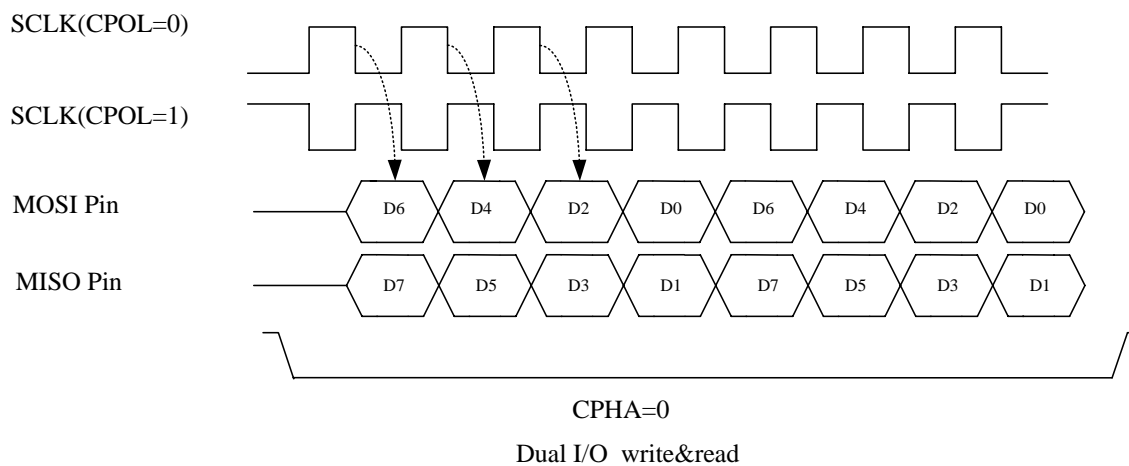 SCLK(CPOL=0)
SCLK(CPOL=1)
MOSI Pin
D6 D4 D2 D0 D6 D4 D2 D0
MISO Pin
D7 D5 D3 D1 D7 D5 D3 D1
CPHA=0
Dual I/O write&read